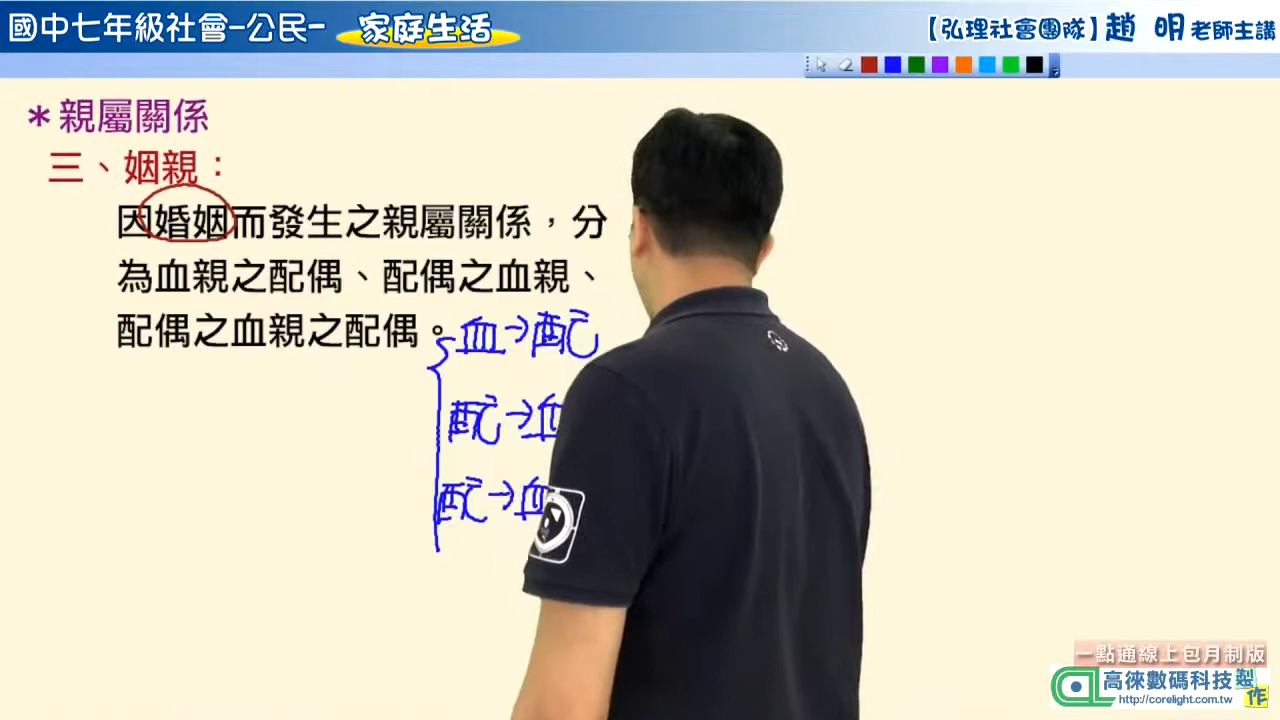 國中七年級社會-公民- 家庭生活
【弘理社會團隊】趙 明老師主講
*親屬關係
三、姻親：
因婚姻而發生之親屬關係，分
為血親之配偶、配偶之血親、
配偶之血親之配偶。
血→配
配→血
配→血
一點通線上包月制版
高徠數碼科技製作
http://corelight.com.tw